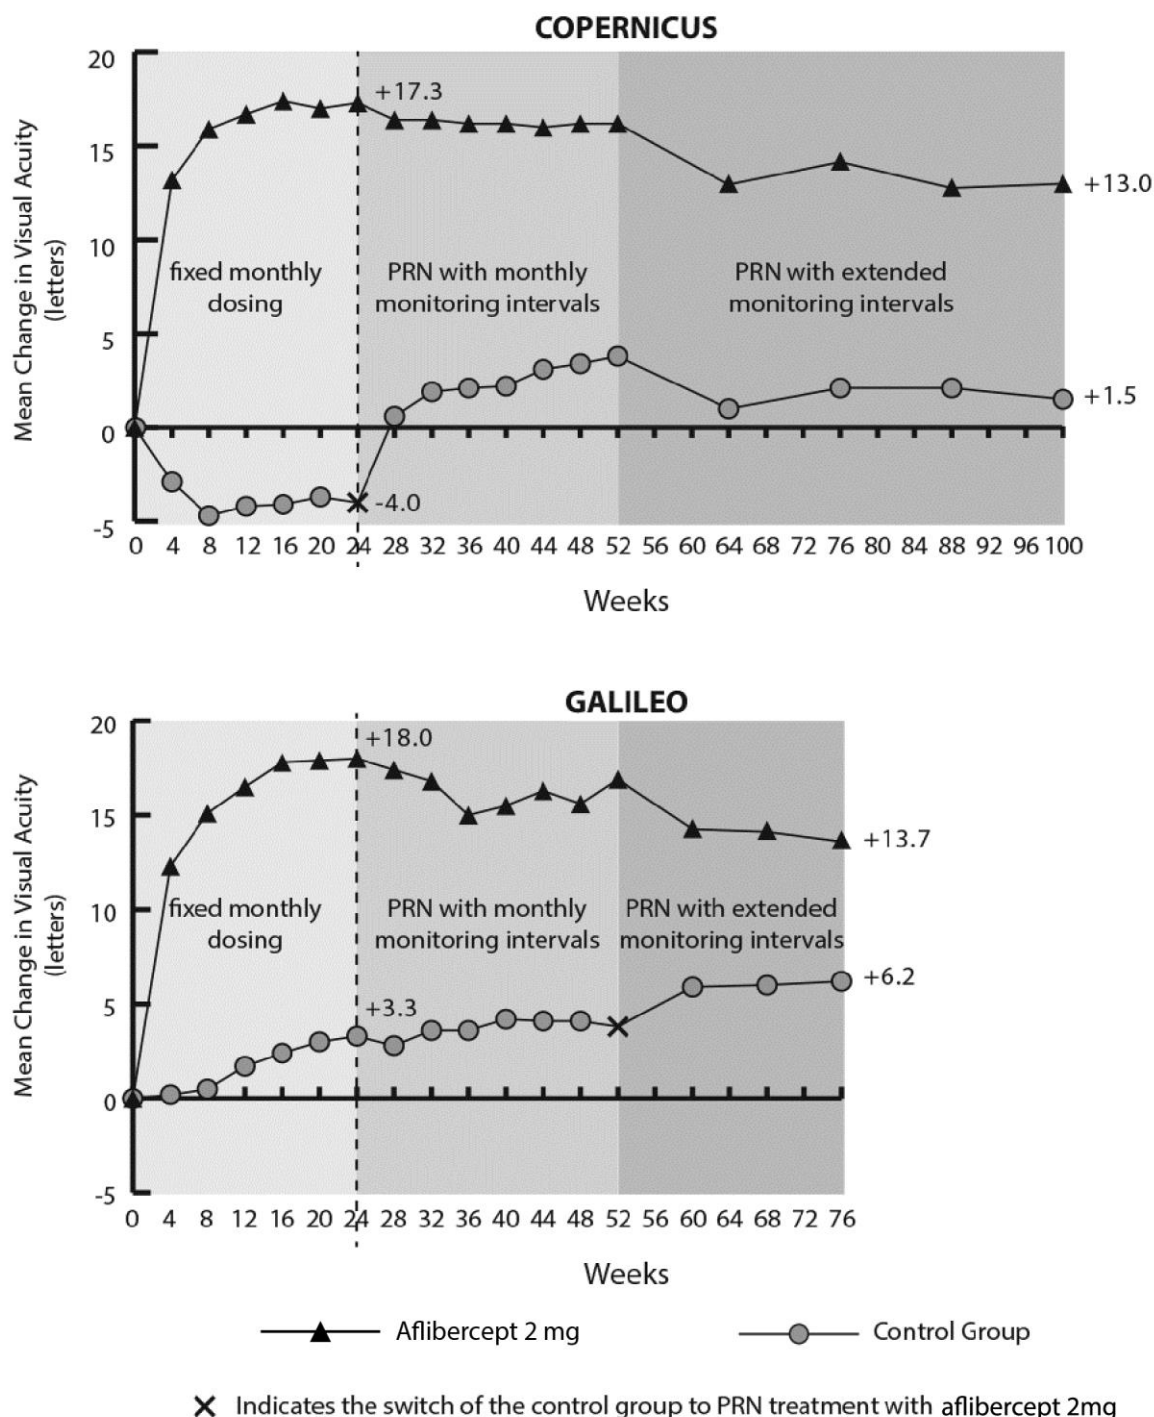 COPERNICUS
Mean Change in Visual Acuity
(letters)
20
15
10
5
0
-5
+17.3
+13.0
fixed monthly
dosing
PRN with monthly
monitoring intervals
PRN with extended
monitoring intervals
+1.5
-4.0
0 4 8 12 16 20 24 28 32 36 40 44 48 52 56 60 64 68 72 76 80 84 88 92 96 100
Weeks
GALILEO
Mean Change in Visual Acuity
(letters)
20
15
10
5
0
-5
+18.0
+13.7
fixed monthly
dosing
PRN with monthly
monitoring intervals
PRN with extended
monitoring intervals
+6.2
+3.3
0 4 8 12 16 20 24 28 32 36 40 44 48 52 56 60 64 68 72 76
Weeks
Aflibercept 2 mg
Control Group
Indicates the switch of the control group to PRN treatment with aflibercept 2mg